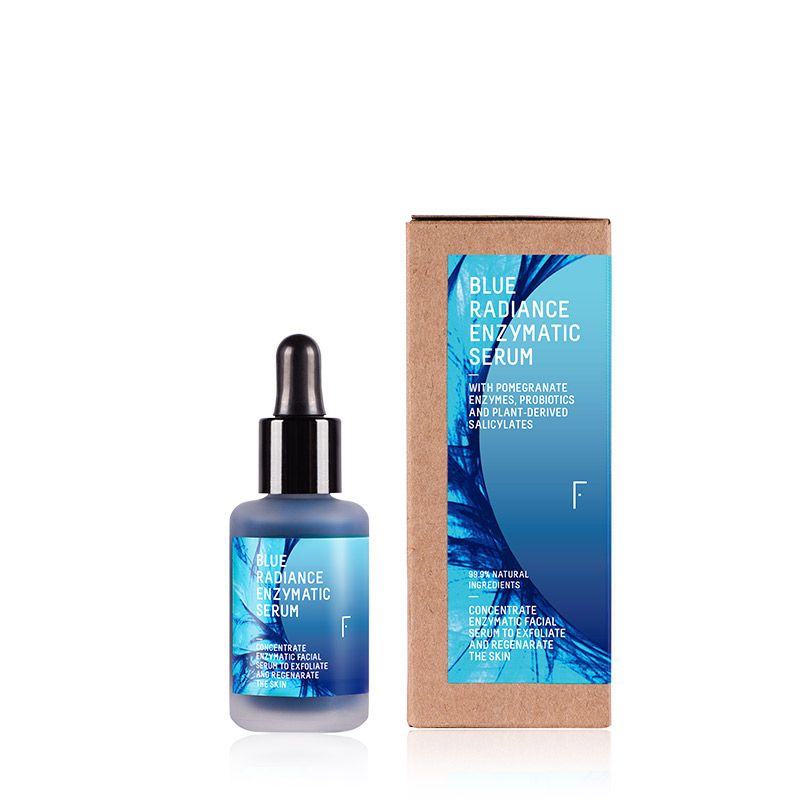 BLUE
RADIANCE
ENZYMATIC
SERUM
WITH POMEGRANATE
ENZYMES, PROBIOTICS
AND PLANT-DERIVED
SALICYLATES
F
99.9% NATURAL
INGREDIENTS
CONCENTRATE
ENZYMATIC FACIAL
SERUM TO EXFOLIATE
AND REGENARATE
THE SKIN
BLUE
RADIANCE
ENZYMATIC
SERUM
F
CONCENTRATE
ENZYMATIC FACIAL
SERUM TO EXFOLIATE
AND REGENARATE
THE SKIN